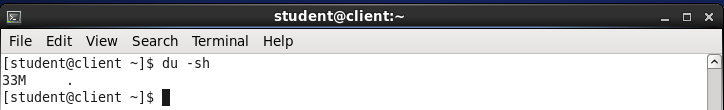 student@client:~
File Edit View Search Terminal Help
[student@client ~]$ du -sh
33M     .
[student@client ~]$